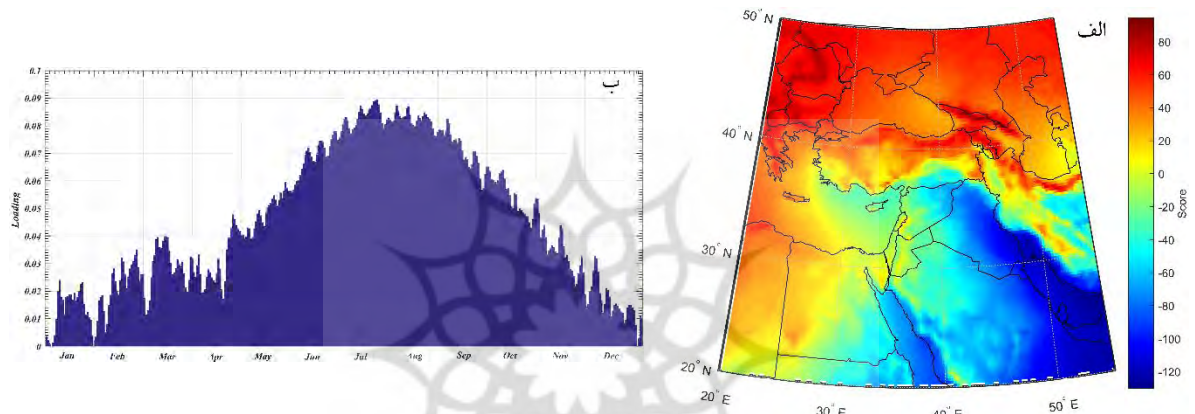 ب
0.7
0.09
0.08
0.07
0.06
0.05
0.04
0.03
0.02
0.01
0
Loading
Jan Feb Mar Apr May Jun Jul Aug Sep Oct Nov Dec
الف
50° N
40° N
30° N
20° N
20° E
30° E
50° E
80
60
40
20
0
-20
-40
-60
-80
-100
-120
Score